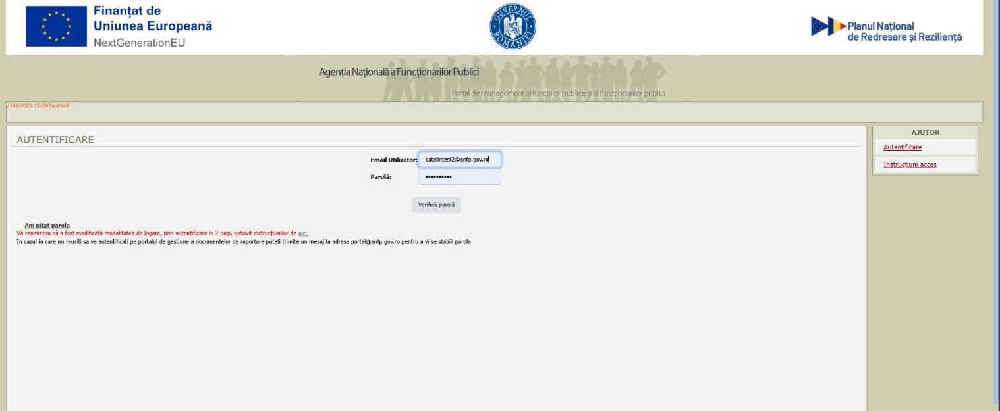 Finanțat de
Uniunea Europeană
NextGenerationEU
GUVERNUL ROMÂNIEI
Planul Național
de Redresare și Reziliență
Agenția Națională a Funcționarilor Publici
Portal de management al funcțiilor publice și al funcționarilor publici
v.159/2025-12-03/7ad81c8
AUTENTIFICARE
Email Utilizator: catalintest2@anfp.gov.ro
Parolă: ••••••••••
Verifică parolă
Am uitat parola
Vă reamintim că a fost modificată modalitatea de logare, prin autentificare în 2 pași, potrivit instrucțiunilor de aici.
In cazul in care nu reusiti sa va autentificati pe portalul de gestiune a documentelor de raportare puteti trimite un mesaj la adresa portal@anfp.gov.ro pentru a vi se stabili parola
AJUTOR
Autentificare
Instrucțiuni acces